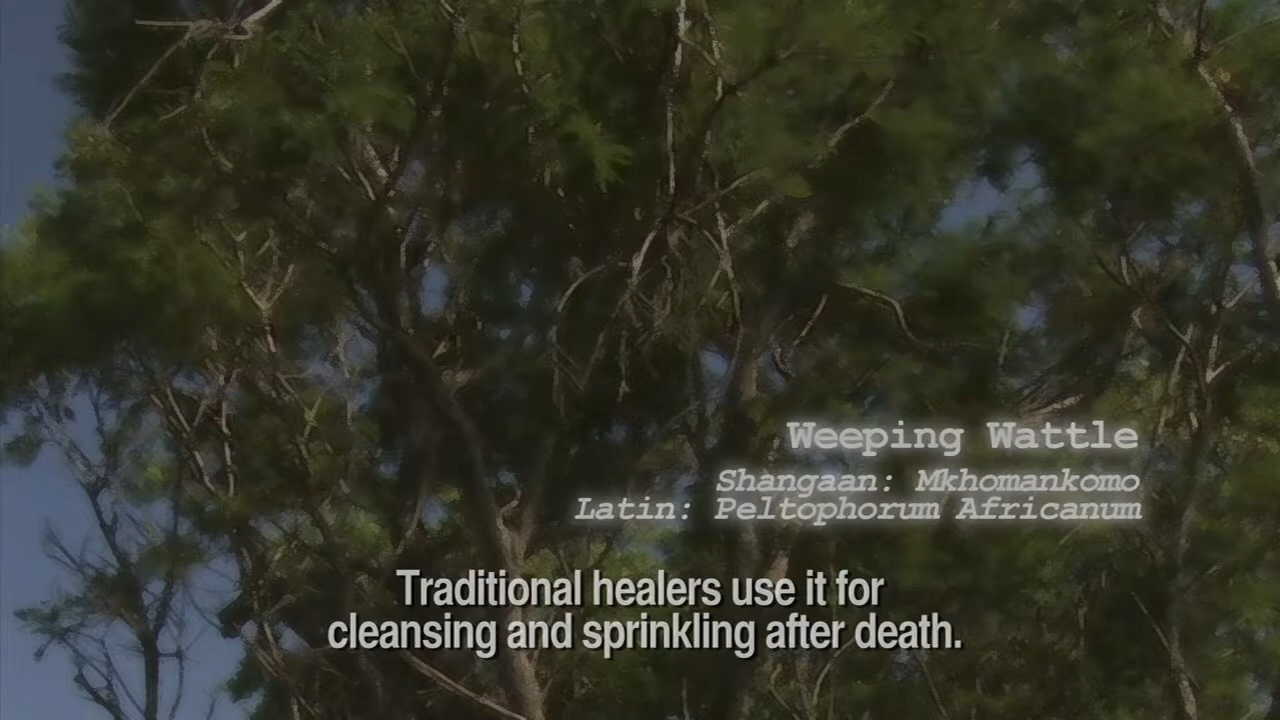 Weeping Wattle
Shangaan: Mkhomankomo
Latin: Peltophorum Africanum
Traditional healers use it for
cleansing and sprinkling after death.